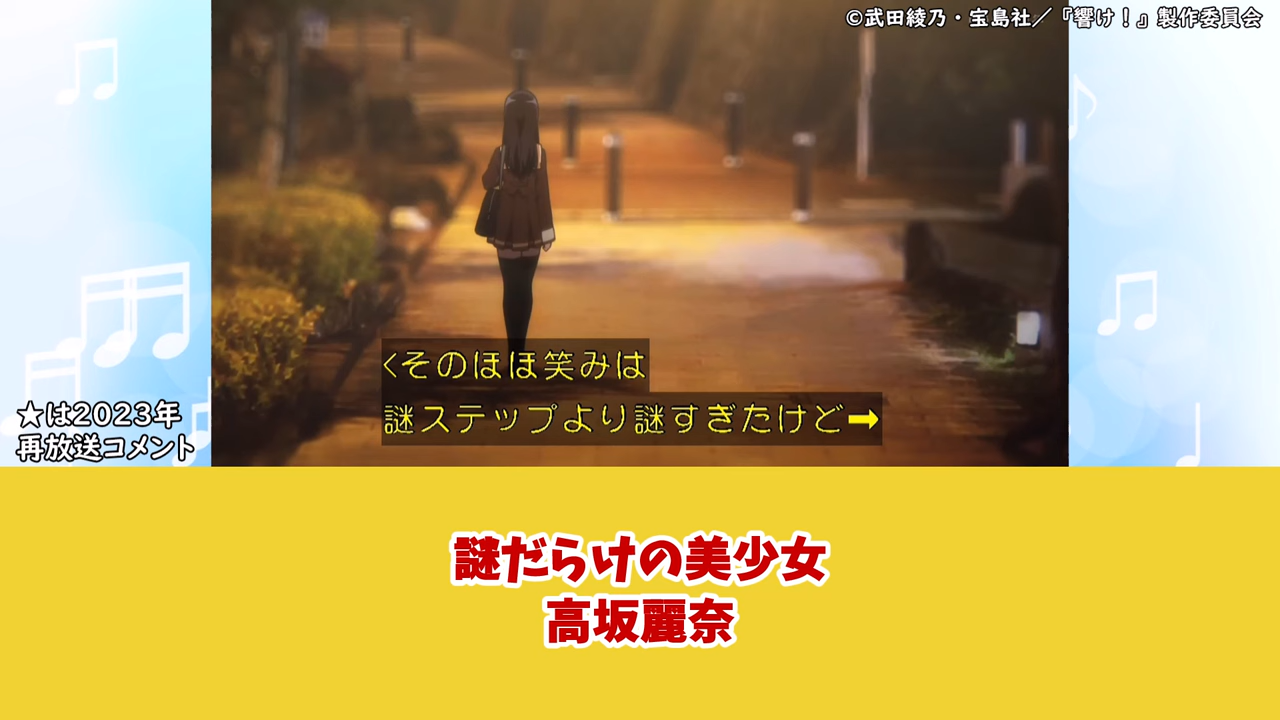 ©武田綾乃・宝島社／『響け！』製作委員会
<そのほほ笑みは
謎ステップより謎すぎたけど➡
★は2023年
再放送コメント
謎だらけの美少女
高坂麗奈